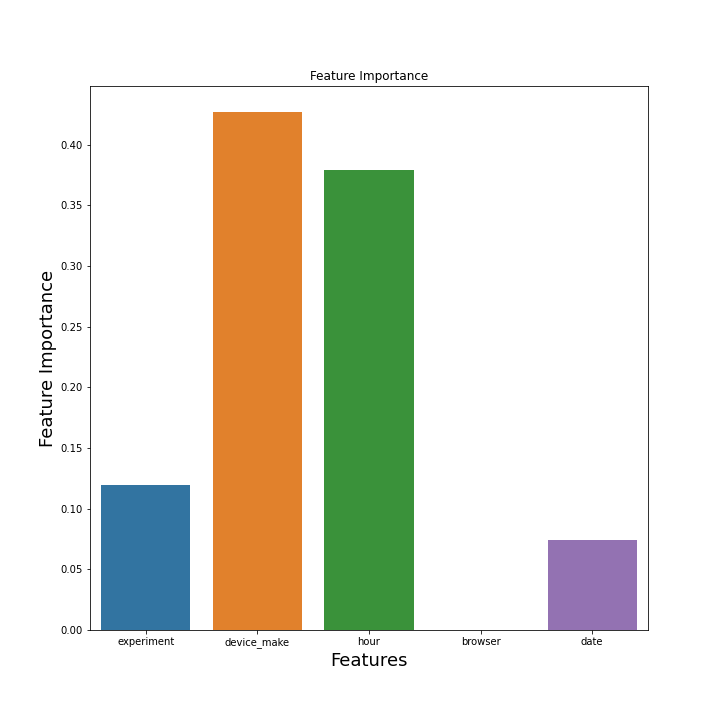 Feature Importance
0.40
0.35
0.30
0.25
0.20
0.15
0.10
0.05
0.00
Feature Importance
experiment device_make hour browser date
Features